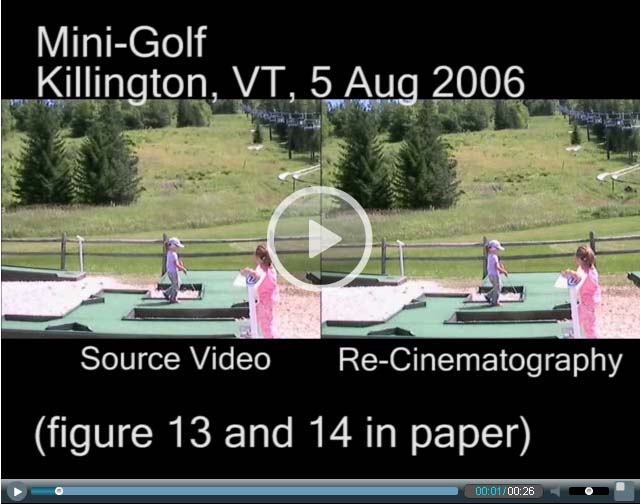 Mini-Golf
Killington, VT, 5 Aug 2006
Source Video
Re-Cinematography
(figure 13 and 14 in paper)
00:01/00:26